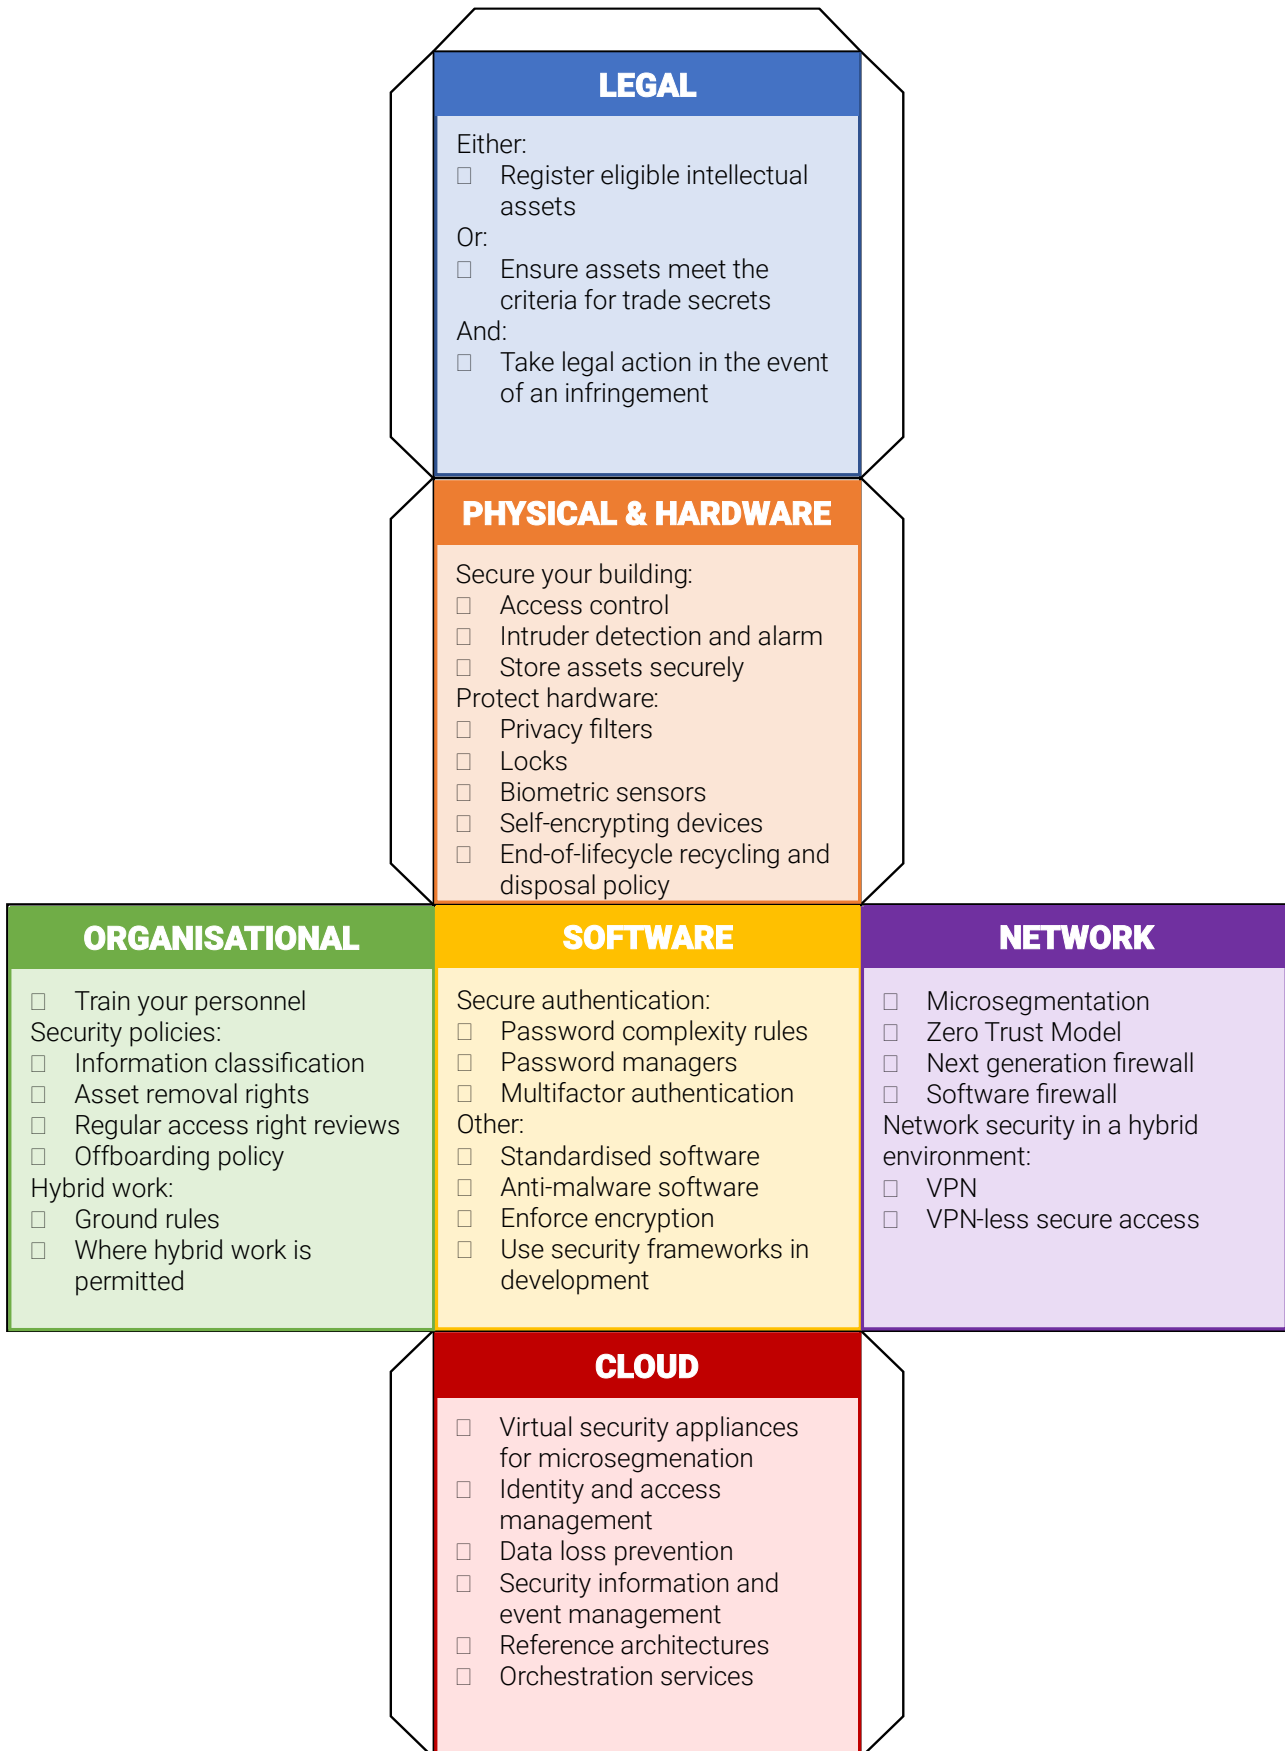 LEGAL
Either:
☐ Register eligible intellectual
assets
Or:
☐ Ensure assets meet the
criteria for trade secrets
And:
☐ Take legal action in the event
of an infringement
PHYSICAL & HARDWARE
Secure your building:
☐ Access control
☐ Intruder detection and alarm
☐ Store assets securely
Protect hardware:
☐ Privacy filters
☐ Locks
☐ Biometric sensors
☐ Self-encrypting devices
☐ End-of-lifecycle recycling and
disposal policy
ORGANISATIONAL
☐ Train your personnel
Security policies:
☐ Information classification
☐ Asset removal rights
☐ Regular access right reviews
☐ Offboarding policy
Hybrid work:
☐ Ground rules
☐ Where hybrid work is
permitted
SOFTWARE
Secure authentication:
☐ Password complexity rules
☐ Password managers
☐ Multifactor authentication
Other:
☐ Standardised software
☐ Anti-malware software
☐ Enforce encryption
☐ Use security frameworks in
development
NETWORK
☐ Microsegmentation
☐ Zero Trust Model
☐ Next generation firewall
☐ Software firewall
Network security in a hybrid
environment:
☐ VPN
☐ VPN-less secure access
CLOUD
☐ Virtual security appliances
for microsegmenation
☐ Identity and access
management
☐ Data loss prevention
☐ Security information and
event management
☐ Reference architectures
☐ Orchestration services